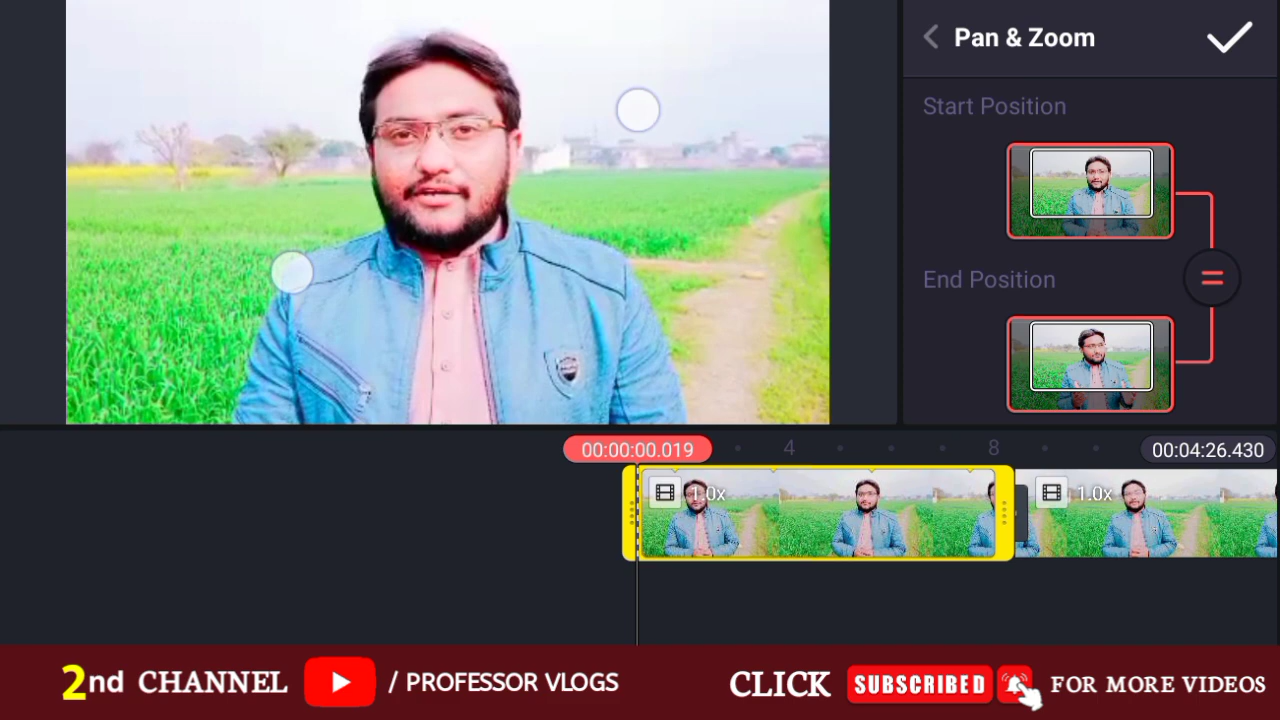 Pan & Zoom
Start Position
End Position
00:00:00.019
4
8
00:04:26.430
1.0x
1.0x
2nd CHANNEL / PROFESSOR VLOGS
CLICK SUBSCRIBED FOR MORE VIDEOS